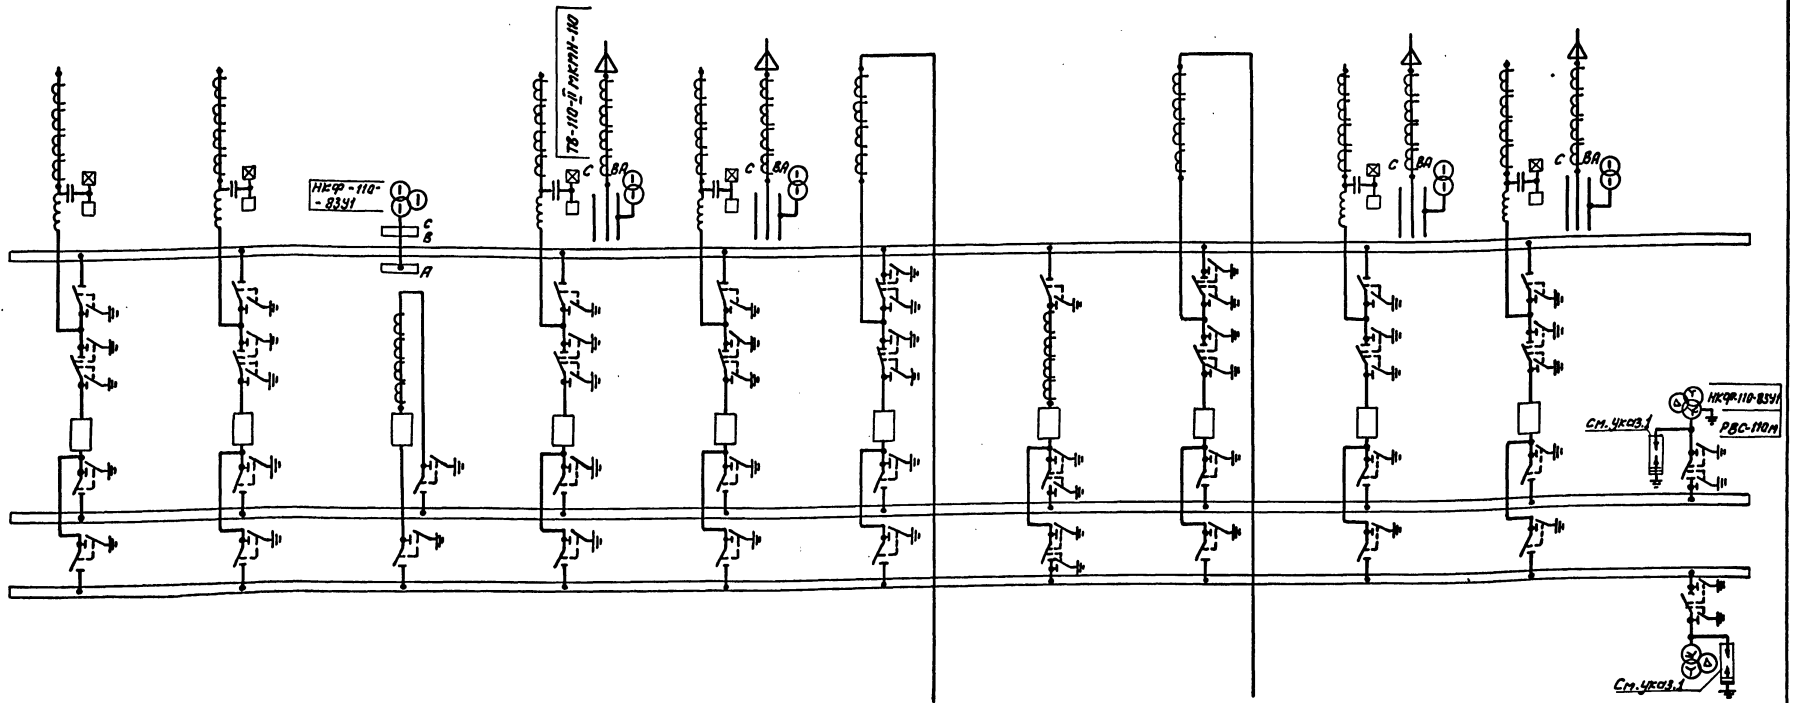 ТВ-110-II МКМН-110
НКФ-110-
-83У1
С
В
А
С
ВА
С
ВА
С
ВА
С
ВА
НКФ-110-83У1
РВС-110м
См. указ.1
См. указ.1